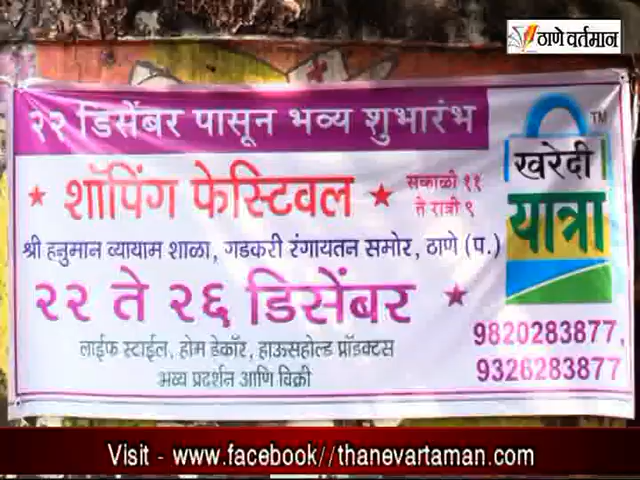 ठाणे वर्तमान
२२ डिसेंबर पासून भव्य शुभारंभ
शॉपिंग फेस्टिवल
सकाळी ११
ते रात्री ९
TM
खरेदी
यात्रा
श्री हनुमान व्यायाम शाळा, गडकरी रंगायतन समोर, ठाणे (प.)
२२ ते २६ डिसेंबर
लाईफ स्टाईल, होम डेकॉर, हाऊसहोल्ड प्रॉडक्टस
भव्य प्रदर्शन आणि विक्री
9820283877,
9326283877
Visit - www.facebook//thanevartaman.com